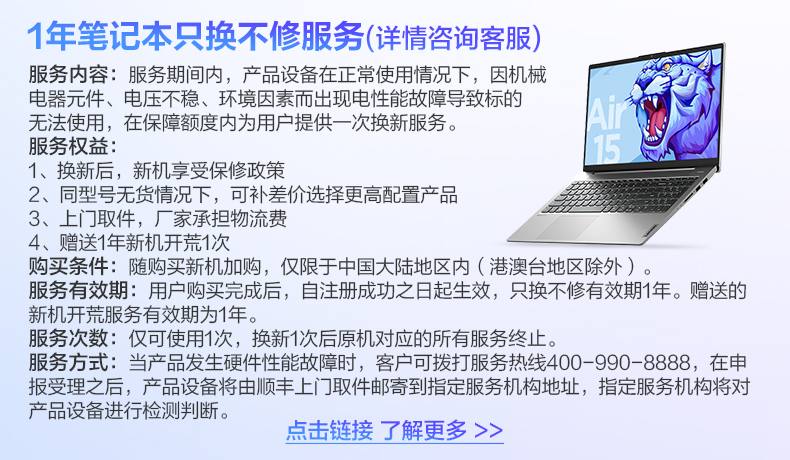 1年笔记本只换不修服务(详情咨询客服)
服务内容：服务期间内，产品设备在正常使用情况下，因机械
电器元件、电压不稳、环境因素而出现电性能故障导致标的
无法使用，在保障额度内为用户提供一次换新服务。
服务权益：
1、换新后，新机享受保修政策
2、同型号无货情况下，可补差价选择更高配置产品
3、上门取件，厂家承担物流费
4、赠送1年新机开荒1次
购买条件：随购买新机加购，仅限于中国大陆地区内（港澳台地区除外）。
服务有效期：用户购买完成后，自注册成功之日起生效，只换不修有效期1年。赠送的
新机开荒服务有效期为1年。
服务次数：仅可使用1次，换新1次后原机对应的所有服务终止。
服务方式：当产品发生硬件性能故障时，客户可拨打服务热线400-990-8888，在申
报受理之后，产品设备将由顺丰上门取件邮寄到指定服务机构地址，指定服务机构将对
产品设备进行检测判断。
点击链接 了解更多 >>
Air
15